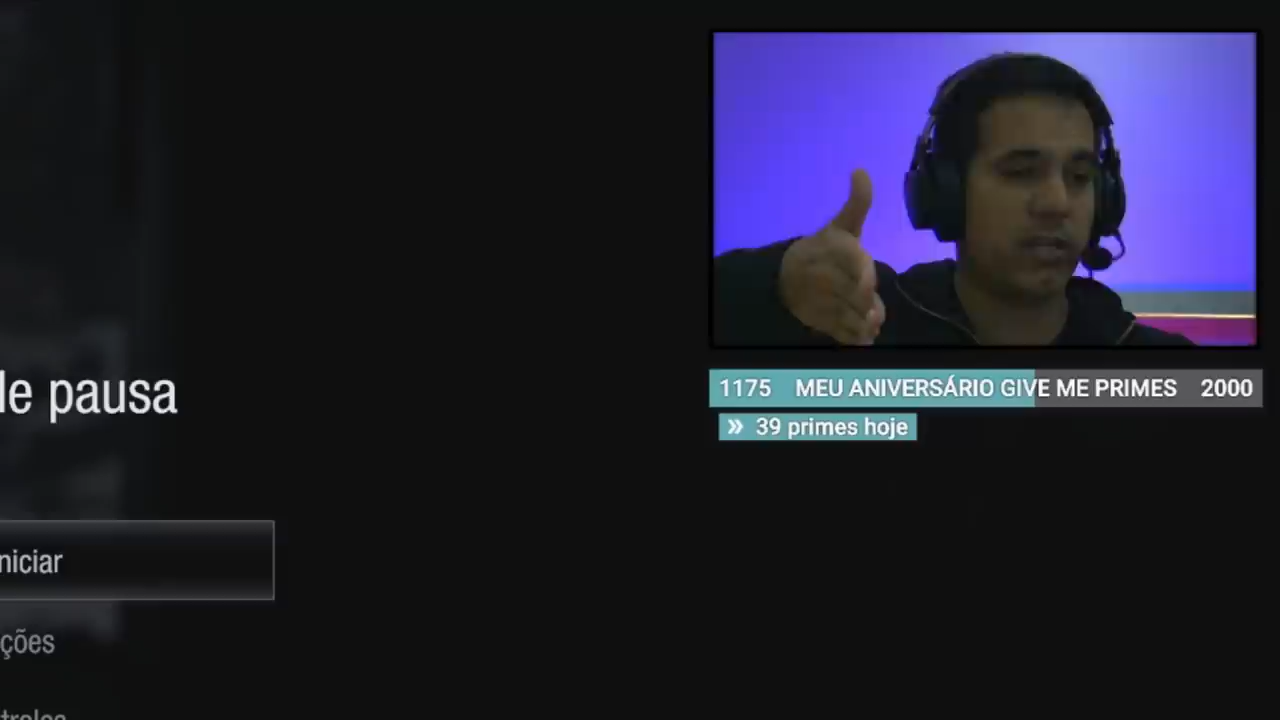 1175 MEU ANIVERSÁRIO GIVE ME PRIMES 2000
39 primes hoje
le pausa
niciar
ções